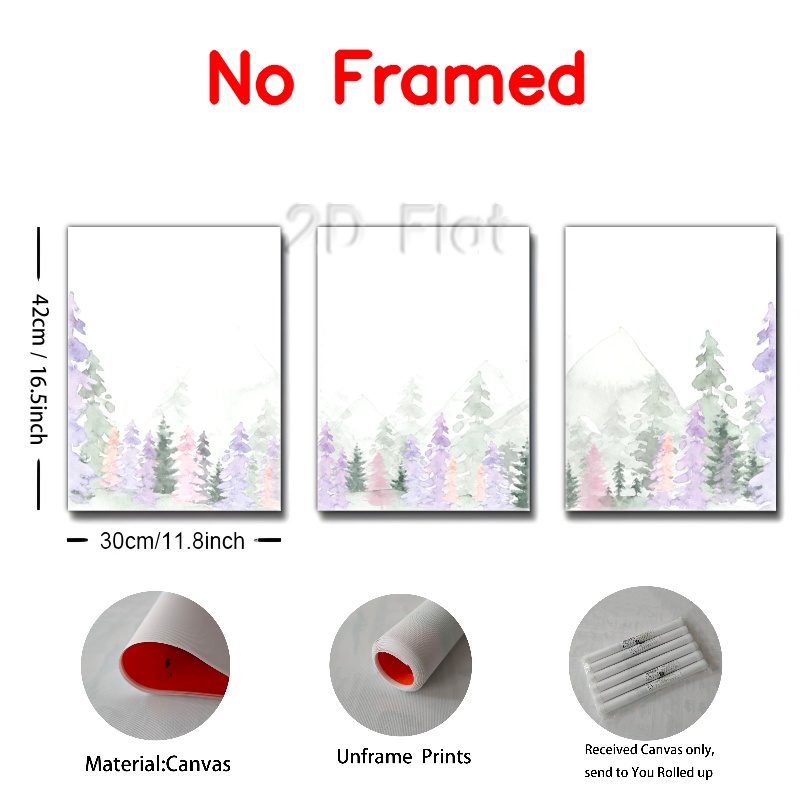 No Framed
2D Flat
42cm / 16.5inch
30cm/11.8inch
Material:Canvas
Unframe Prints
Received Canvas only,
send to You Rolled up